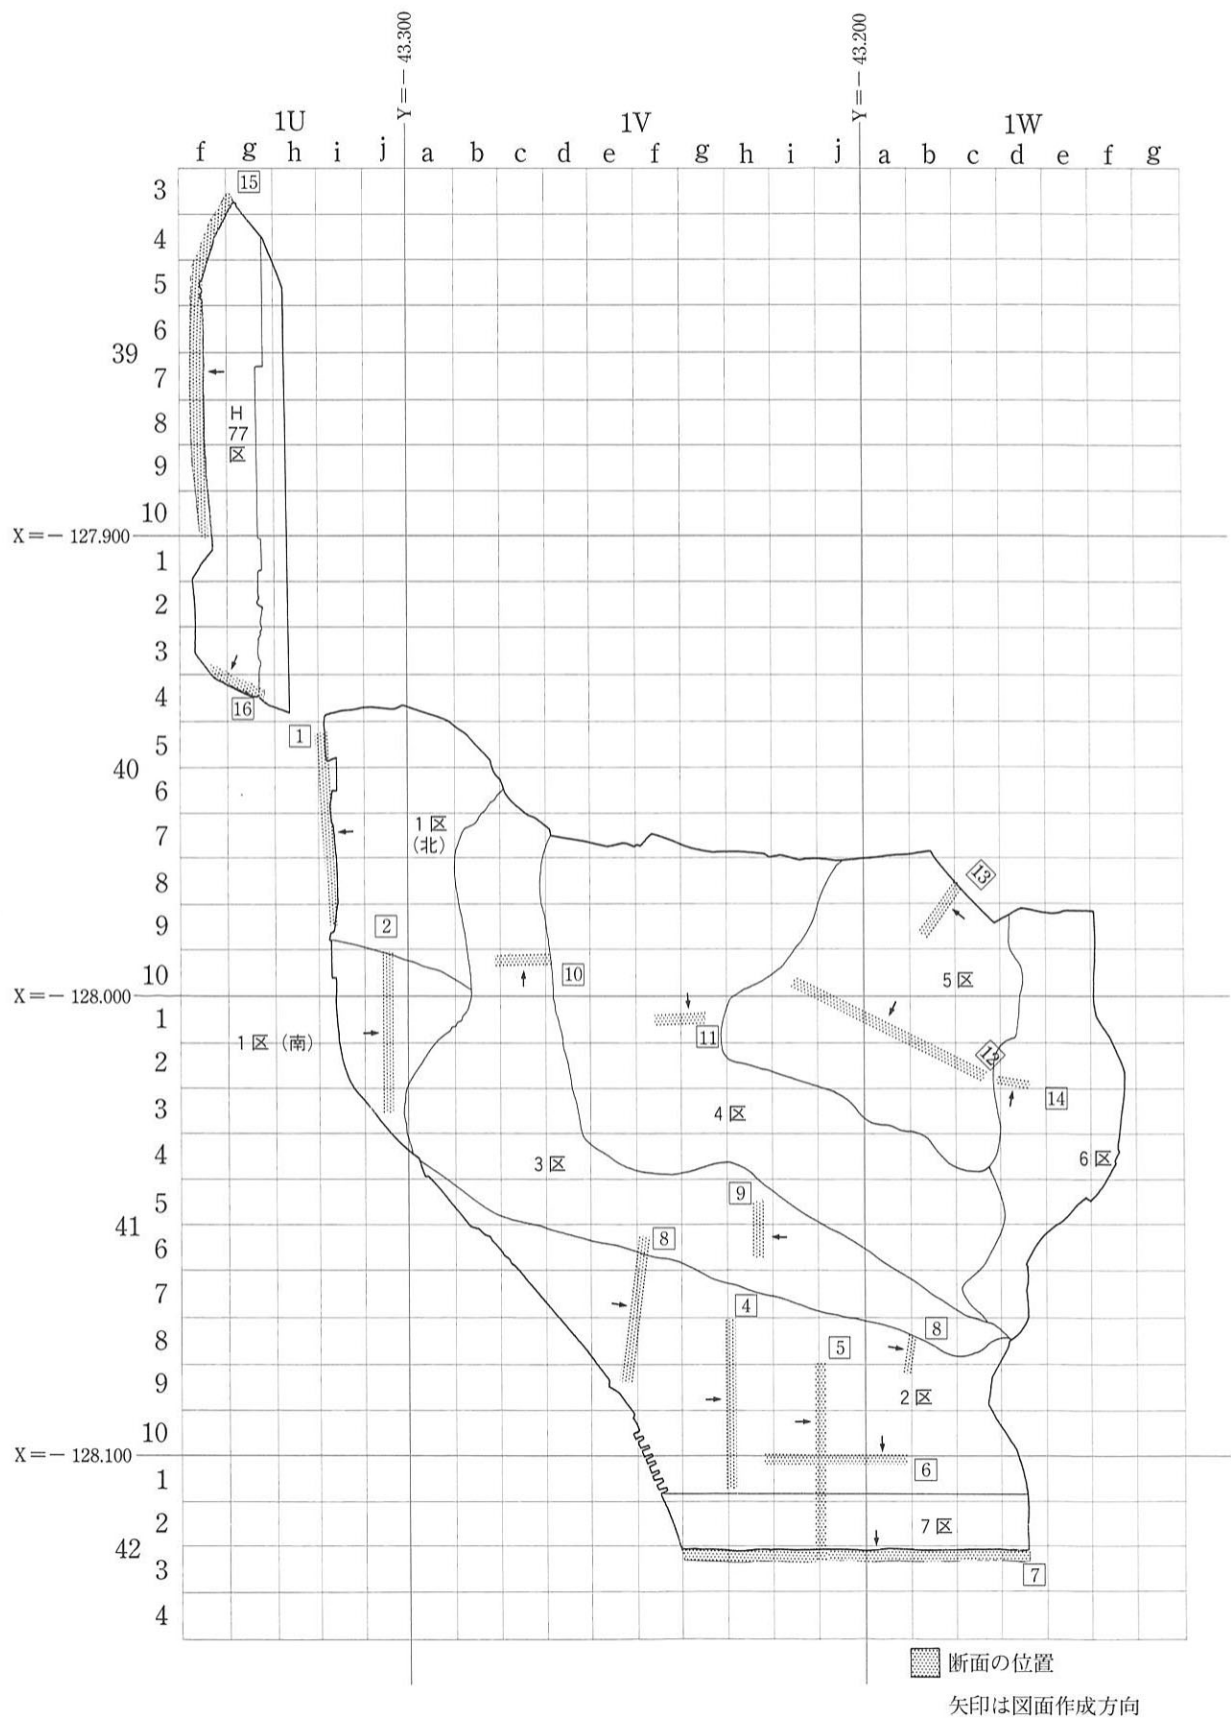 Y=－43.300
Y=－43.200
1U 1V 1W
f g h i j a b c d e f g h i j a b c d e f g
3
15
4
5
6
39
7
H
77
区
8
9
10
X=－127.900
1
2
3
4
16
1
5
40
6
7
1区
（北）
8
13
9
2
10
10
5区
X=－128.000
1
1区（南）
11
2
12
3
14
4区
4
3区
6区
5
9
41
6
8
7
4
8
8
5
9
2区
10
X=－128.100
1
6
2
7区
42
3
7
4
断面の位置
矢印は図面作成方向